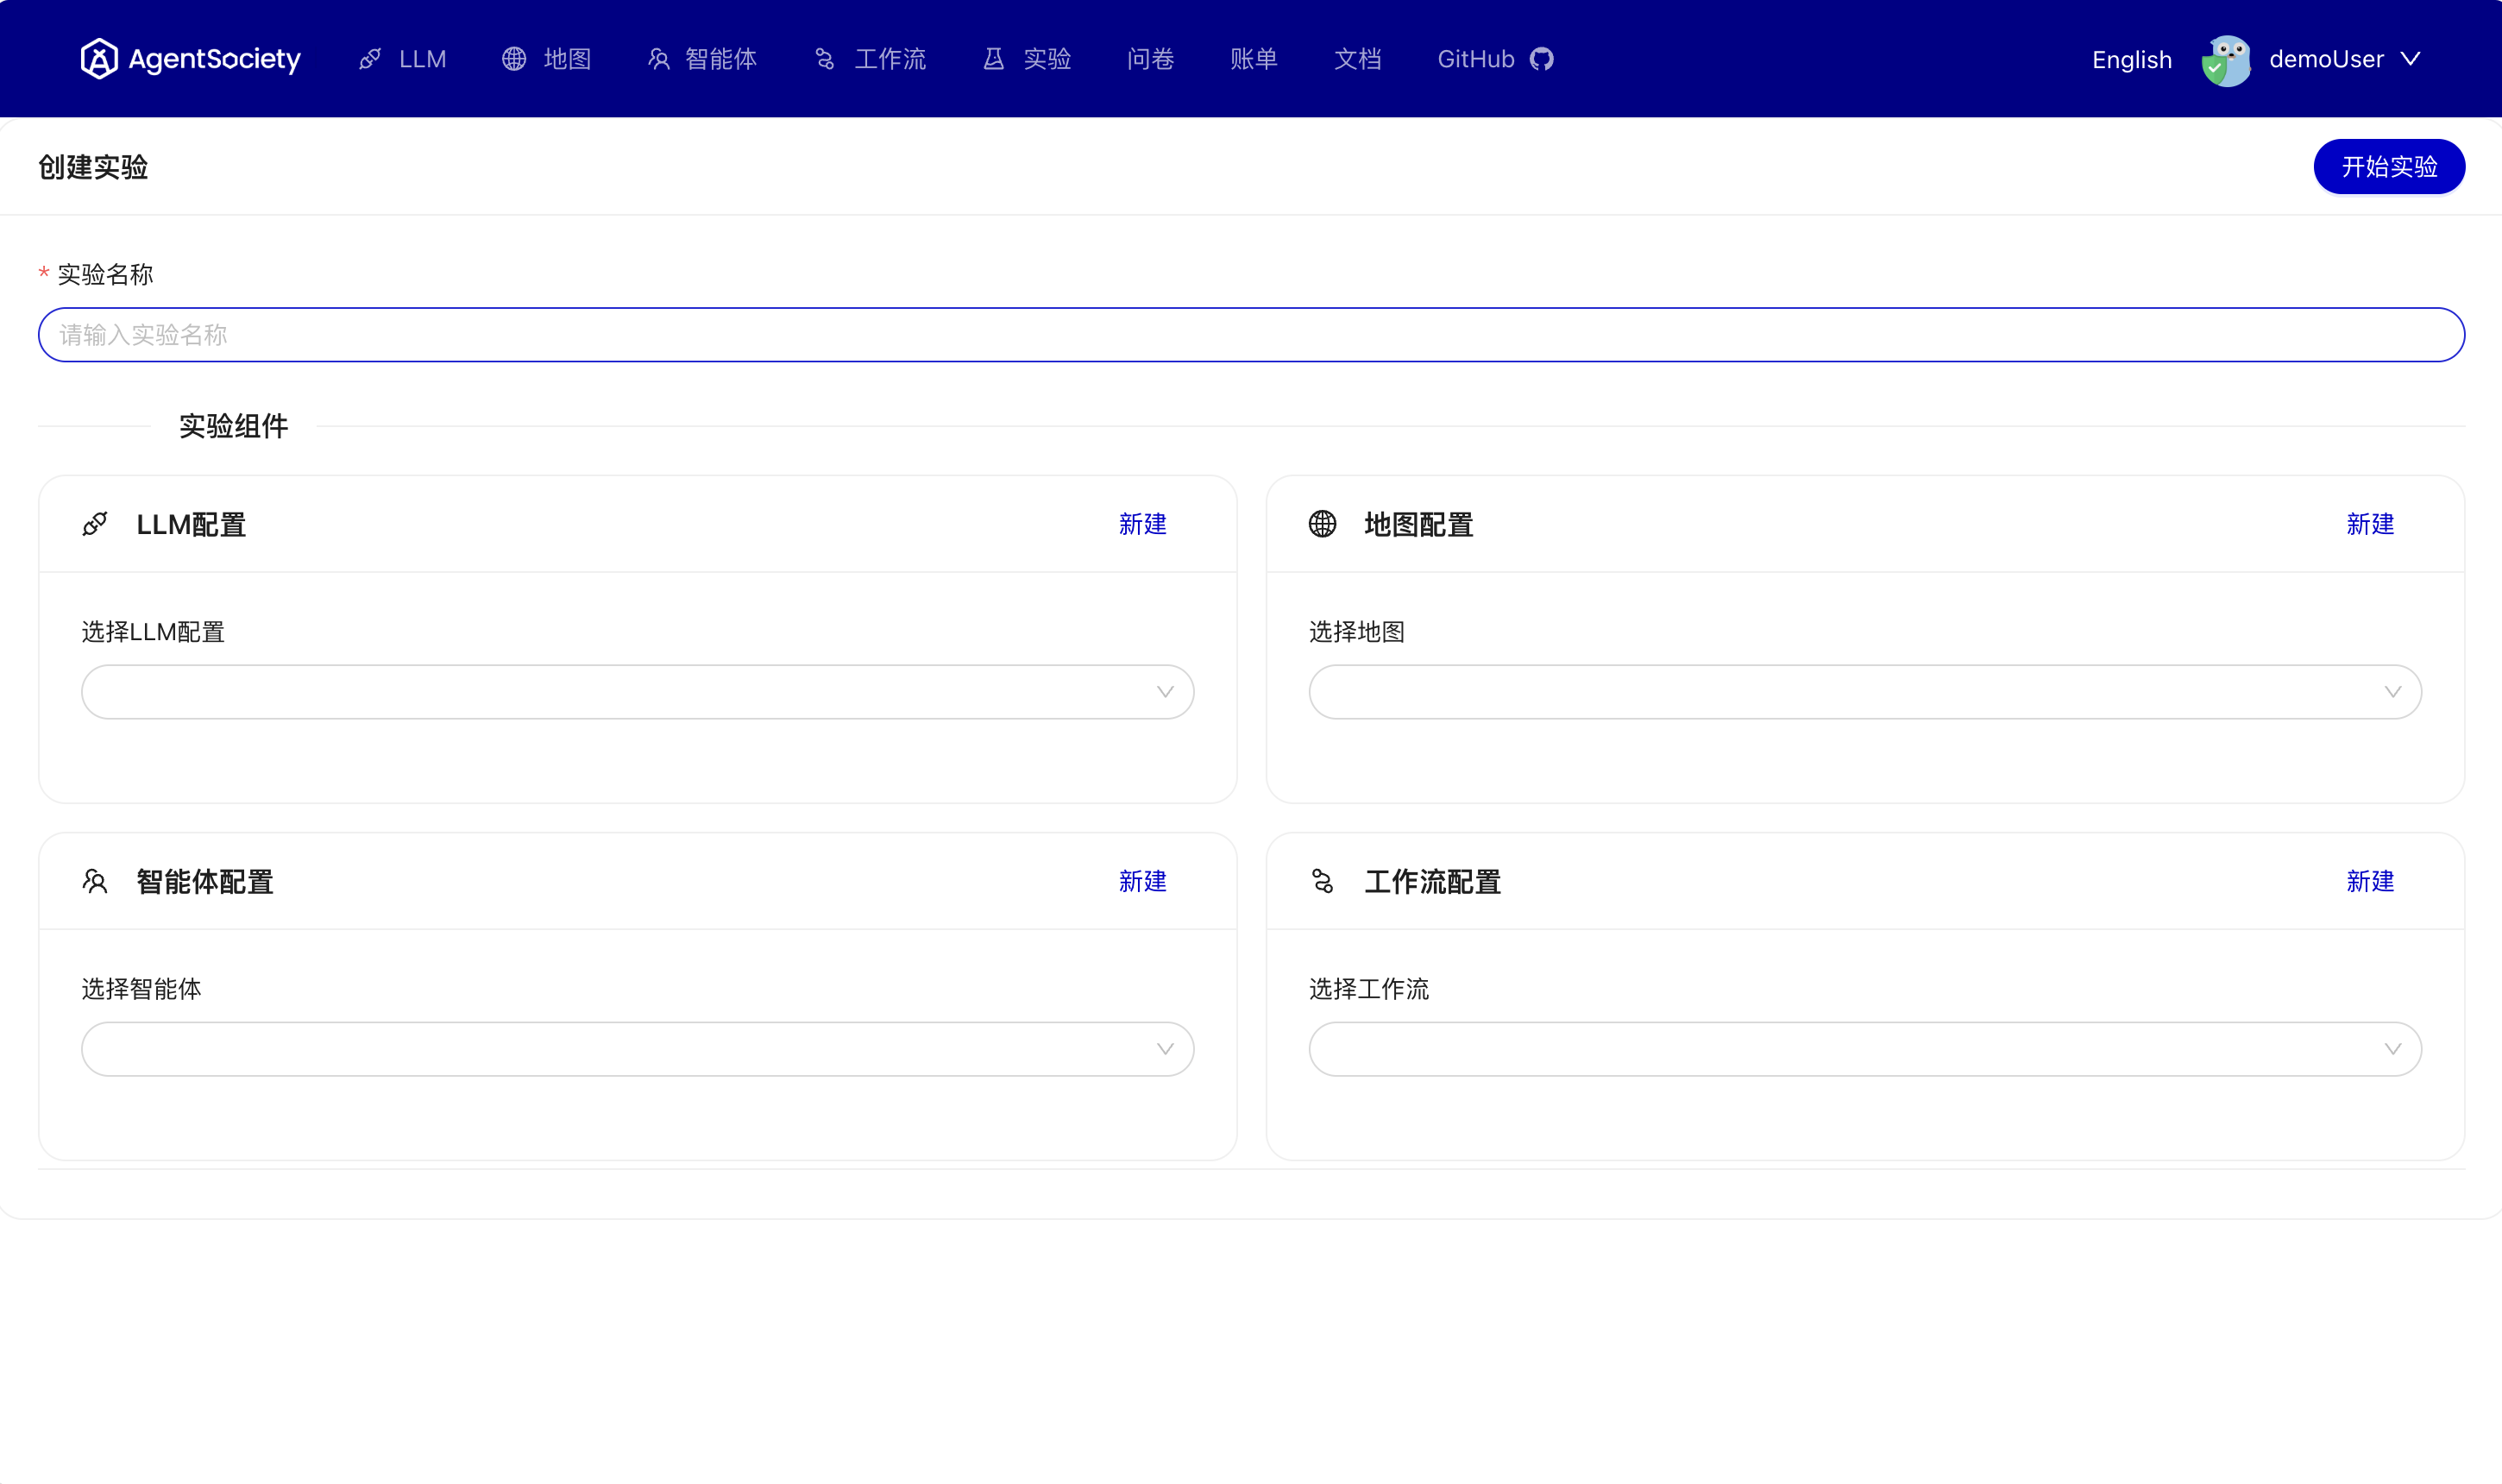 AgentSociety LLM 地图 智能体 工作流 实验 问卷 账单 文档 GitHub English demoUser
创建实验 开始实验
* 实验名称
请输入实验名称
实验组件
LLM配置 新建
地图配置 新建
选择LLM配置
选择地图
智能体配置 新建
工作流配置 新建
选择智能体
选择工作流